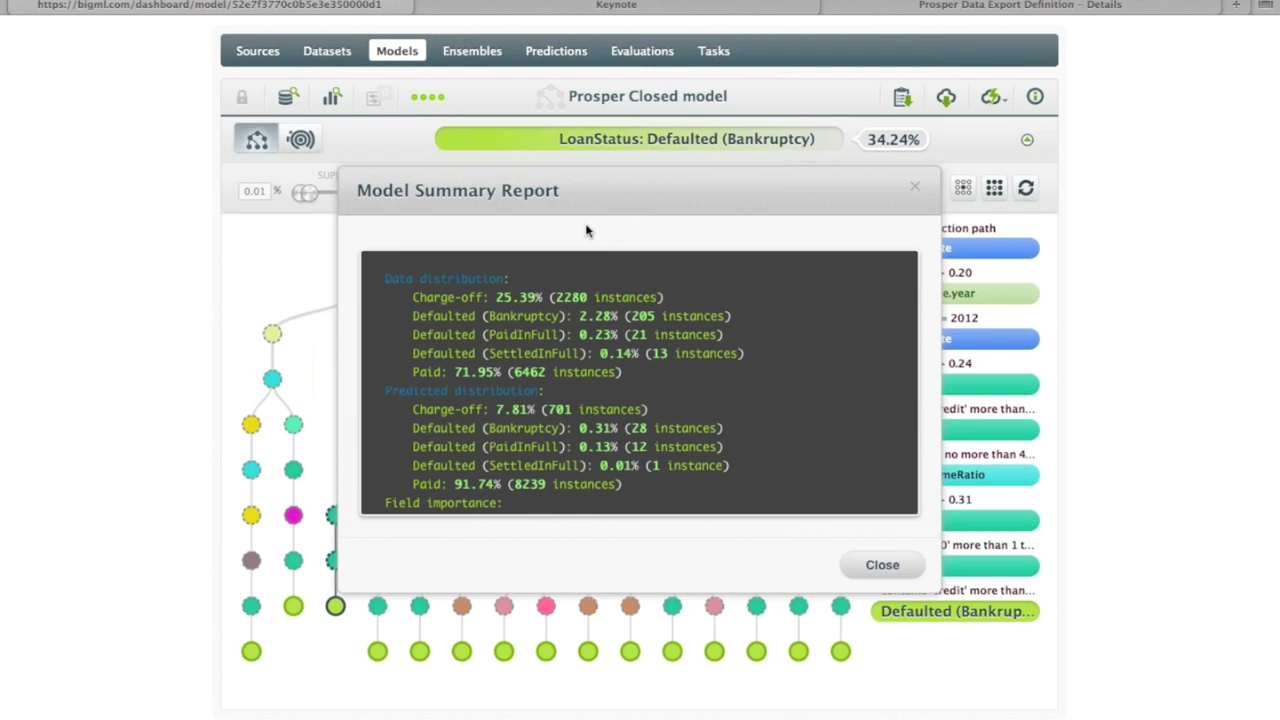 https://bigml.com/dashboard/model/52e7f3770c0b5e3e350000d1
Keynote
Prosper Data Export Definition – Details
Sources
Datasets
Models
Ensembles
Predictions
Evaluations
Tasks
Prosper Closed model
LoanStatus: Defaulted (Bankruptcy)
34.24%
0.01 %
SUP
Model Summary Report
Data distribution:
Charge-off: 25.39% (2280 instances)
Defaulted (Bankruptcy): 2.28% (205 instances)
Defaulted (PaidInFull): 0.23% (21 instances)
Defaulted (SettledInFull): 0.14% (13 instances)
Paid: 71.95% (6462 instances)
Predicted distribution:
Charge-off: 7.81% (701 instances)
Defaulted (Bankruptcy): 0.31% (28 instances)
Defaulted (PaidInFull): 0.13% (12 instances)
Defaulted (SettledInFull): 0.01% (1 instance)
Paid: 91.74% (8239 instances)
Field importance:
Close
ction path
te
- 0.20
e.year
= 2012
te
- 0.24
edit' more than...
no more than 4...
meRatio
- 0.31
0' more than 1 t...
redit' more than...
Defaulted (Bankrup...